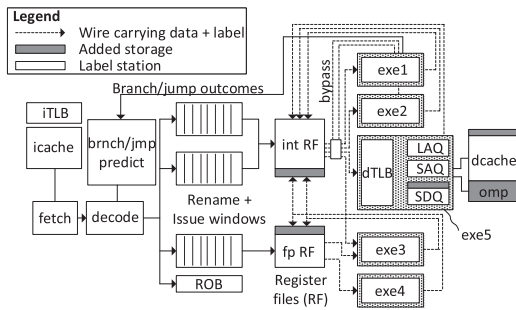 Legend
Wire carrying data + label
Added storage
Label station
Branch/jump outcomes
bypass
exe1
iTLB
exe2
icache
brnch/jmp
predict
int RF
LAQ
dTLB
SAQ
dcache
SDQ
omp
fetch
decode
Rename +
Issue windows
exe5
fp RF
exe3
ROB
Register
files (RF)
exe4